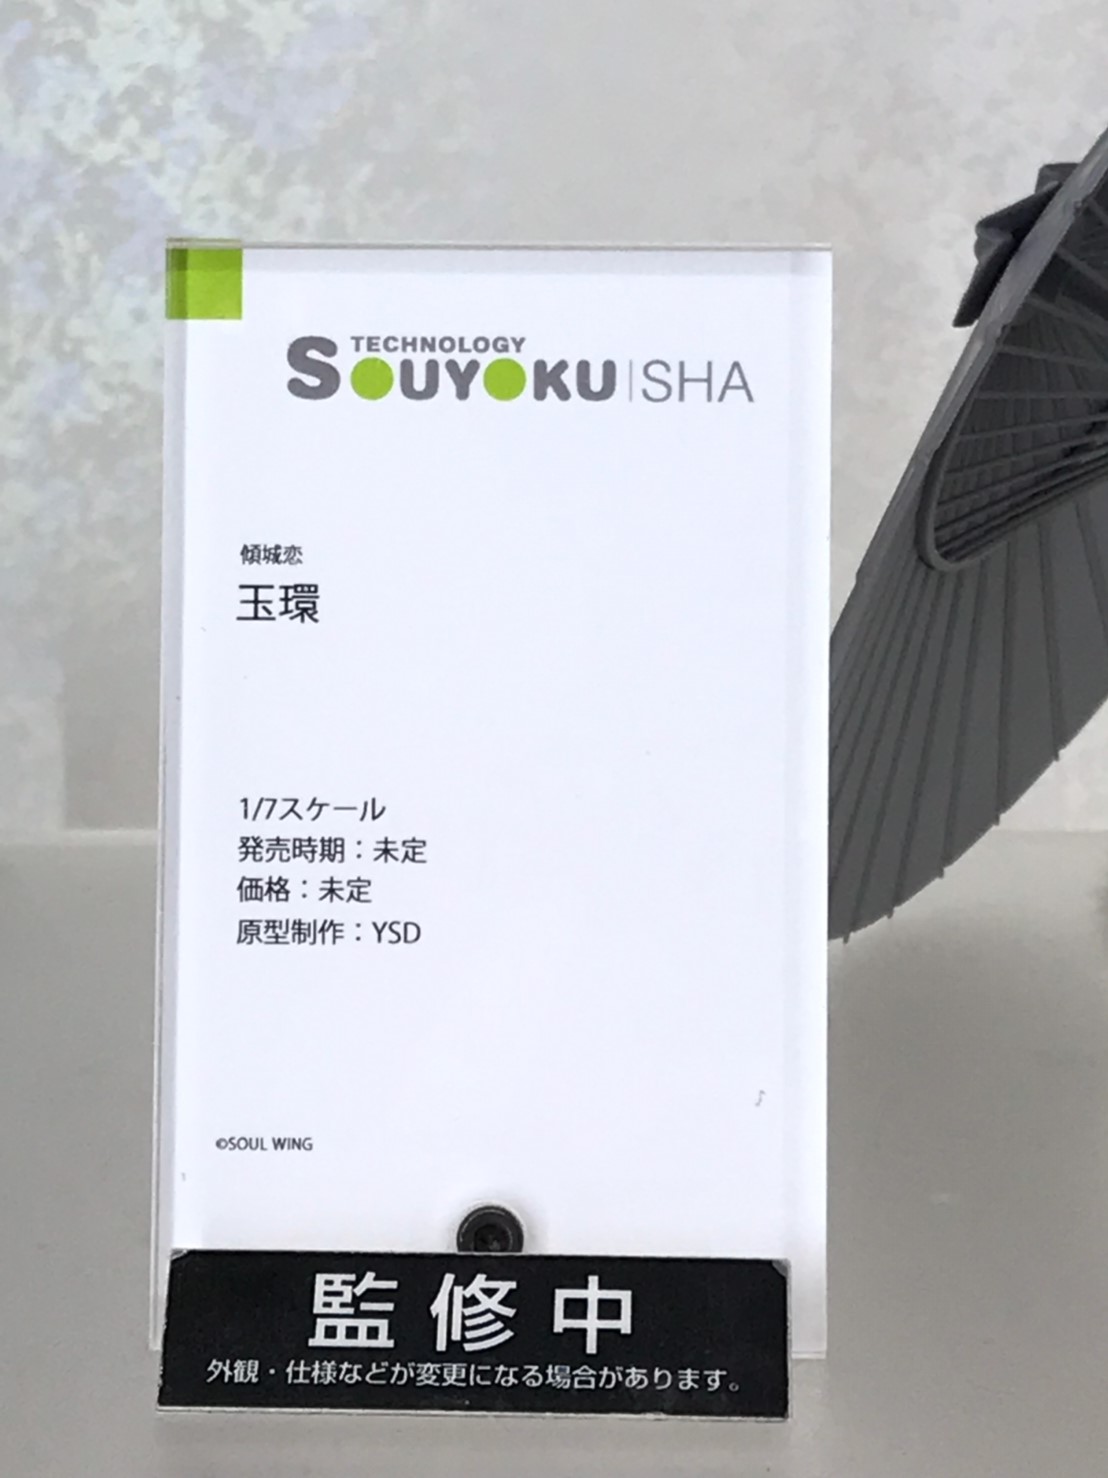 TECHNOLOGY
SOUYOKU|SHA
傾城恋
玉環
1/7スケール
発売時期：未定
価格：未定
原型制作：YSD
©SOUL WING
監修中
外観・仕様などが変更になる場合があります。